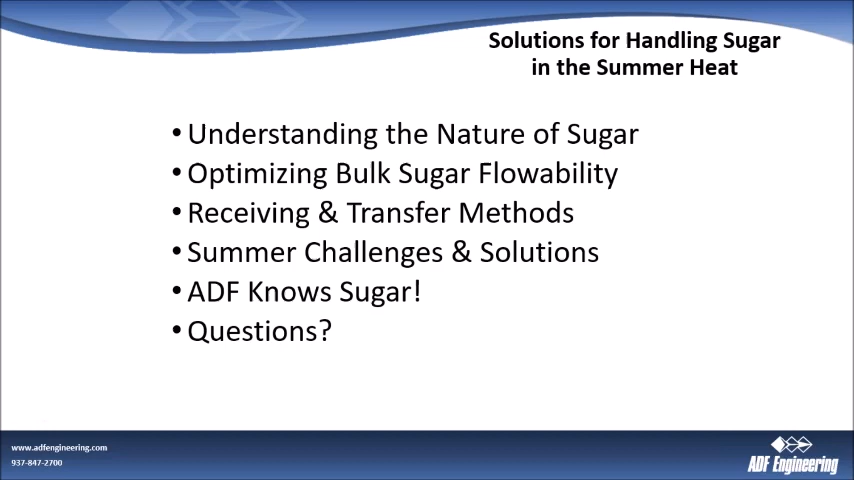 Solutions for Handling Sugar
in the Summer Heat
• Understanding the Nature of Sugar
• Optimizing Bulk Sugar Flowability
• Receiving & Transfer Methods
• Summer Challenges & Solutions
• ADF Knows Sugar!
• Questions?
www.adfengineering.com
937-847-2700
ADF Engineering